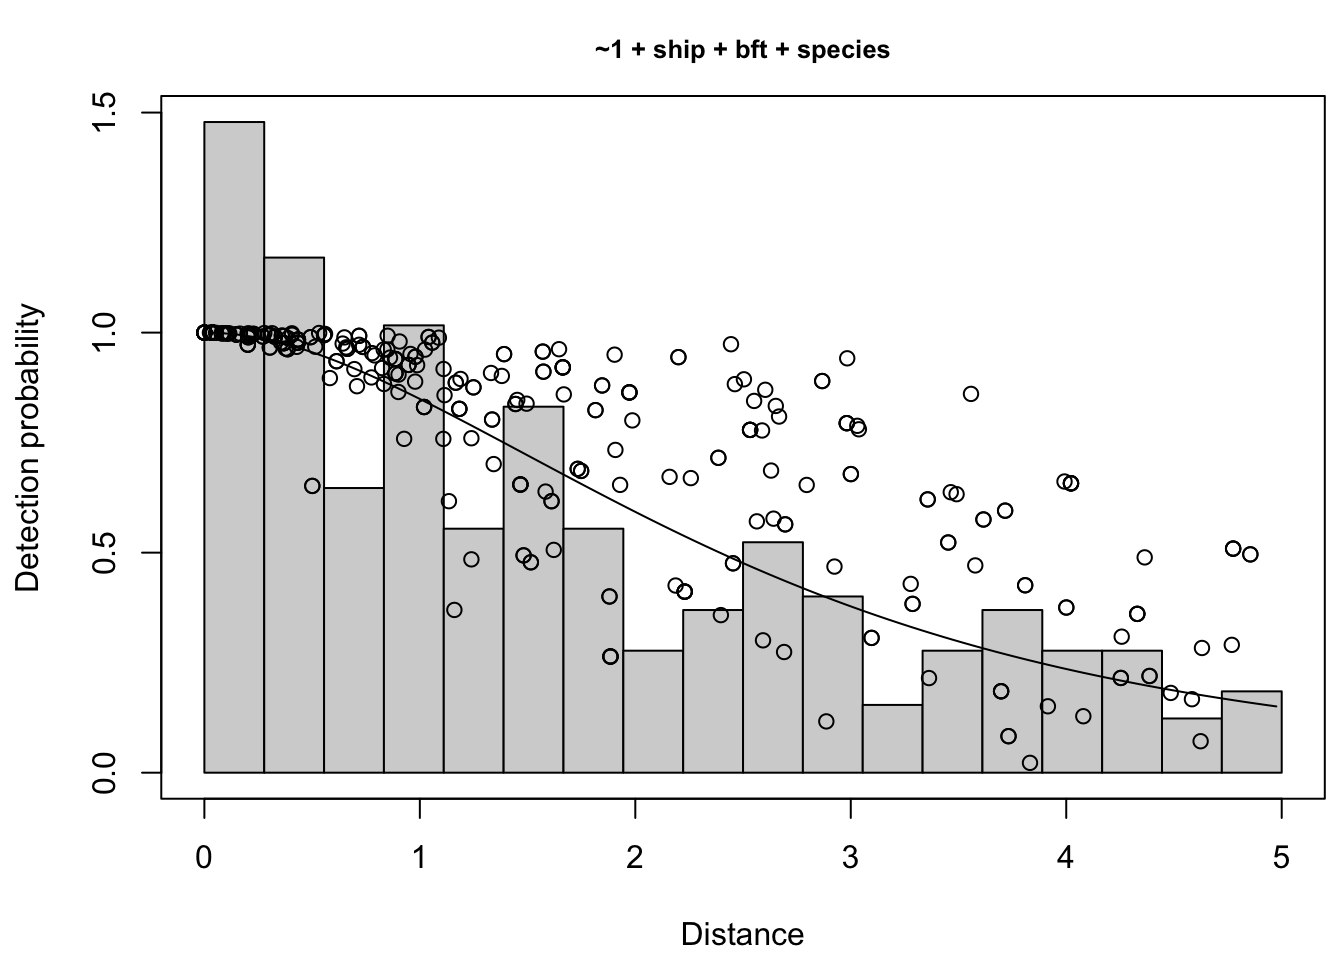 ~1 + ship + bft + species
Detection probability
1.5
1.0
0.5
0.0
0 1 2 3 4 5
Distance